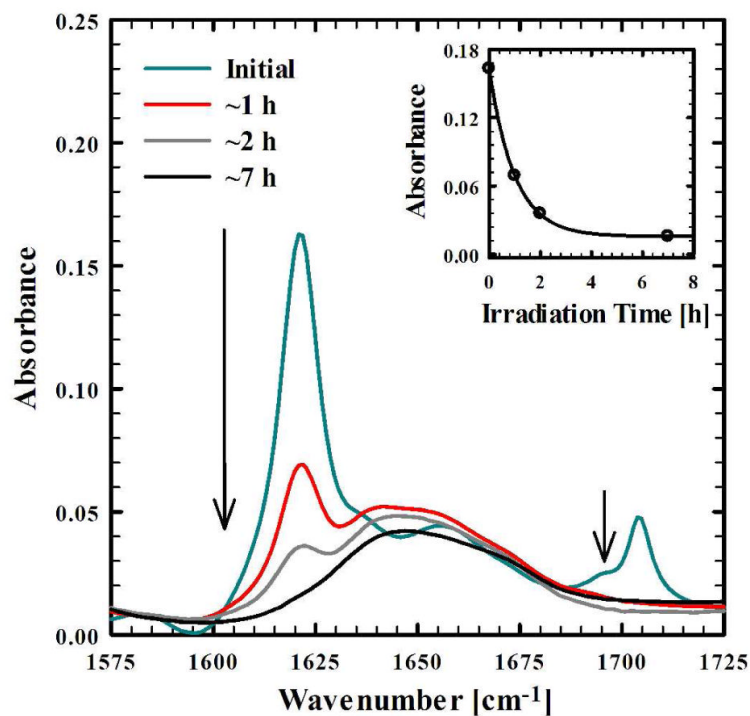 0.25
0.20
0.15
0.10
0.05
0.00
Absorbance
Initial
~1 h
~2 h
~7 h
0.18
0.12
0.06
0.00
Absorbance
0 2 4 6 8
Irradiation Time [h]
1575 1600 1625 1650 1675 1700 1725
Wavenumber [cm⁻¹]